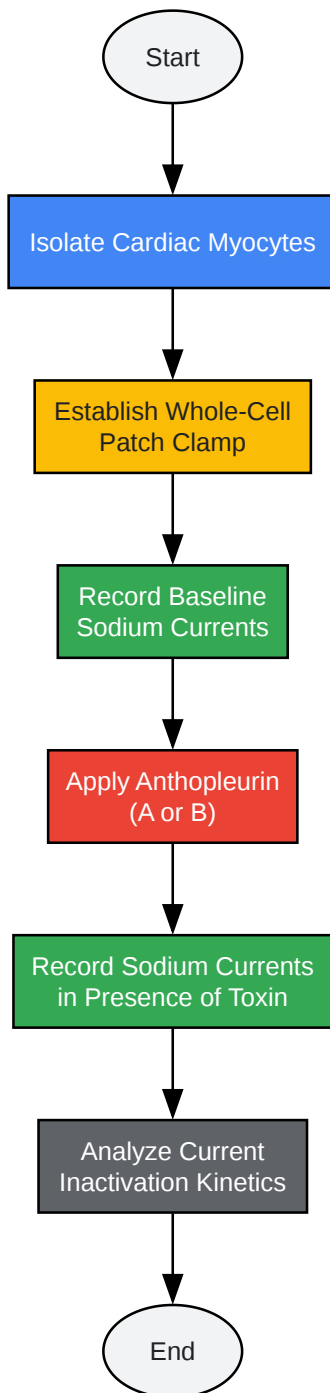 Start
Isolate Cardiac Myocytes
Establish Whole-Cell
Patch Clamp
Record Baseline
Sodium Currents
Apply Anthopleurin
(A or B)
Record Sodium Currents
in Presence of Toxin
Analyze Current
Inactivation Kinetics
End